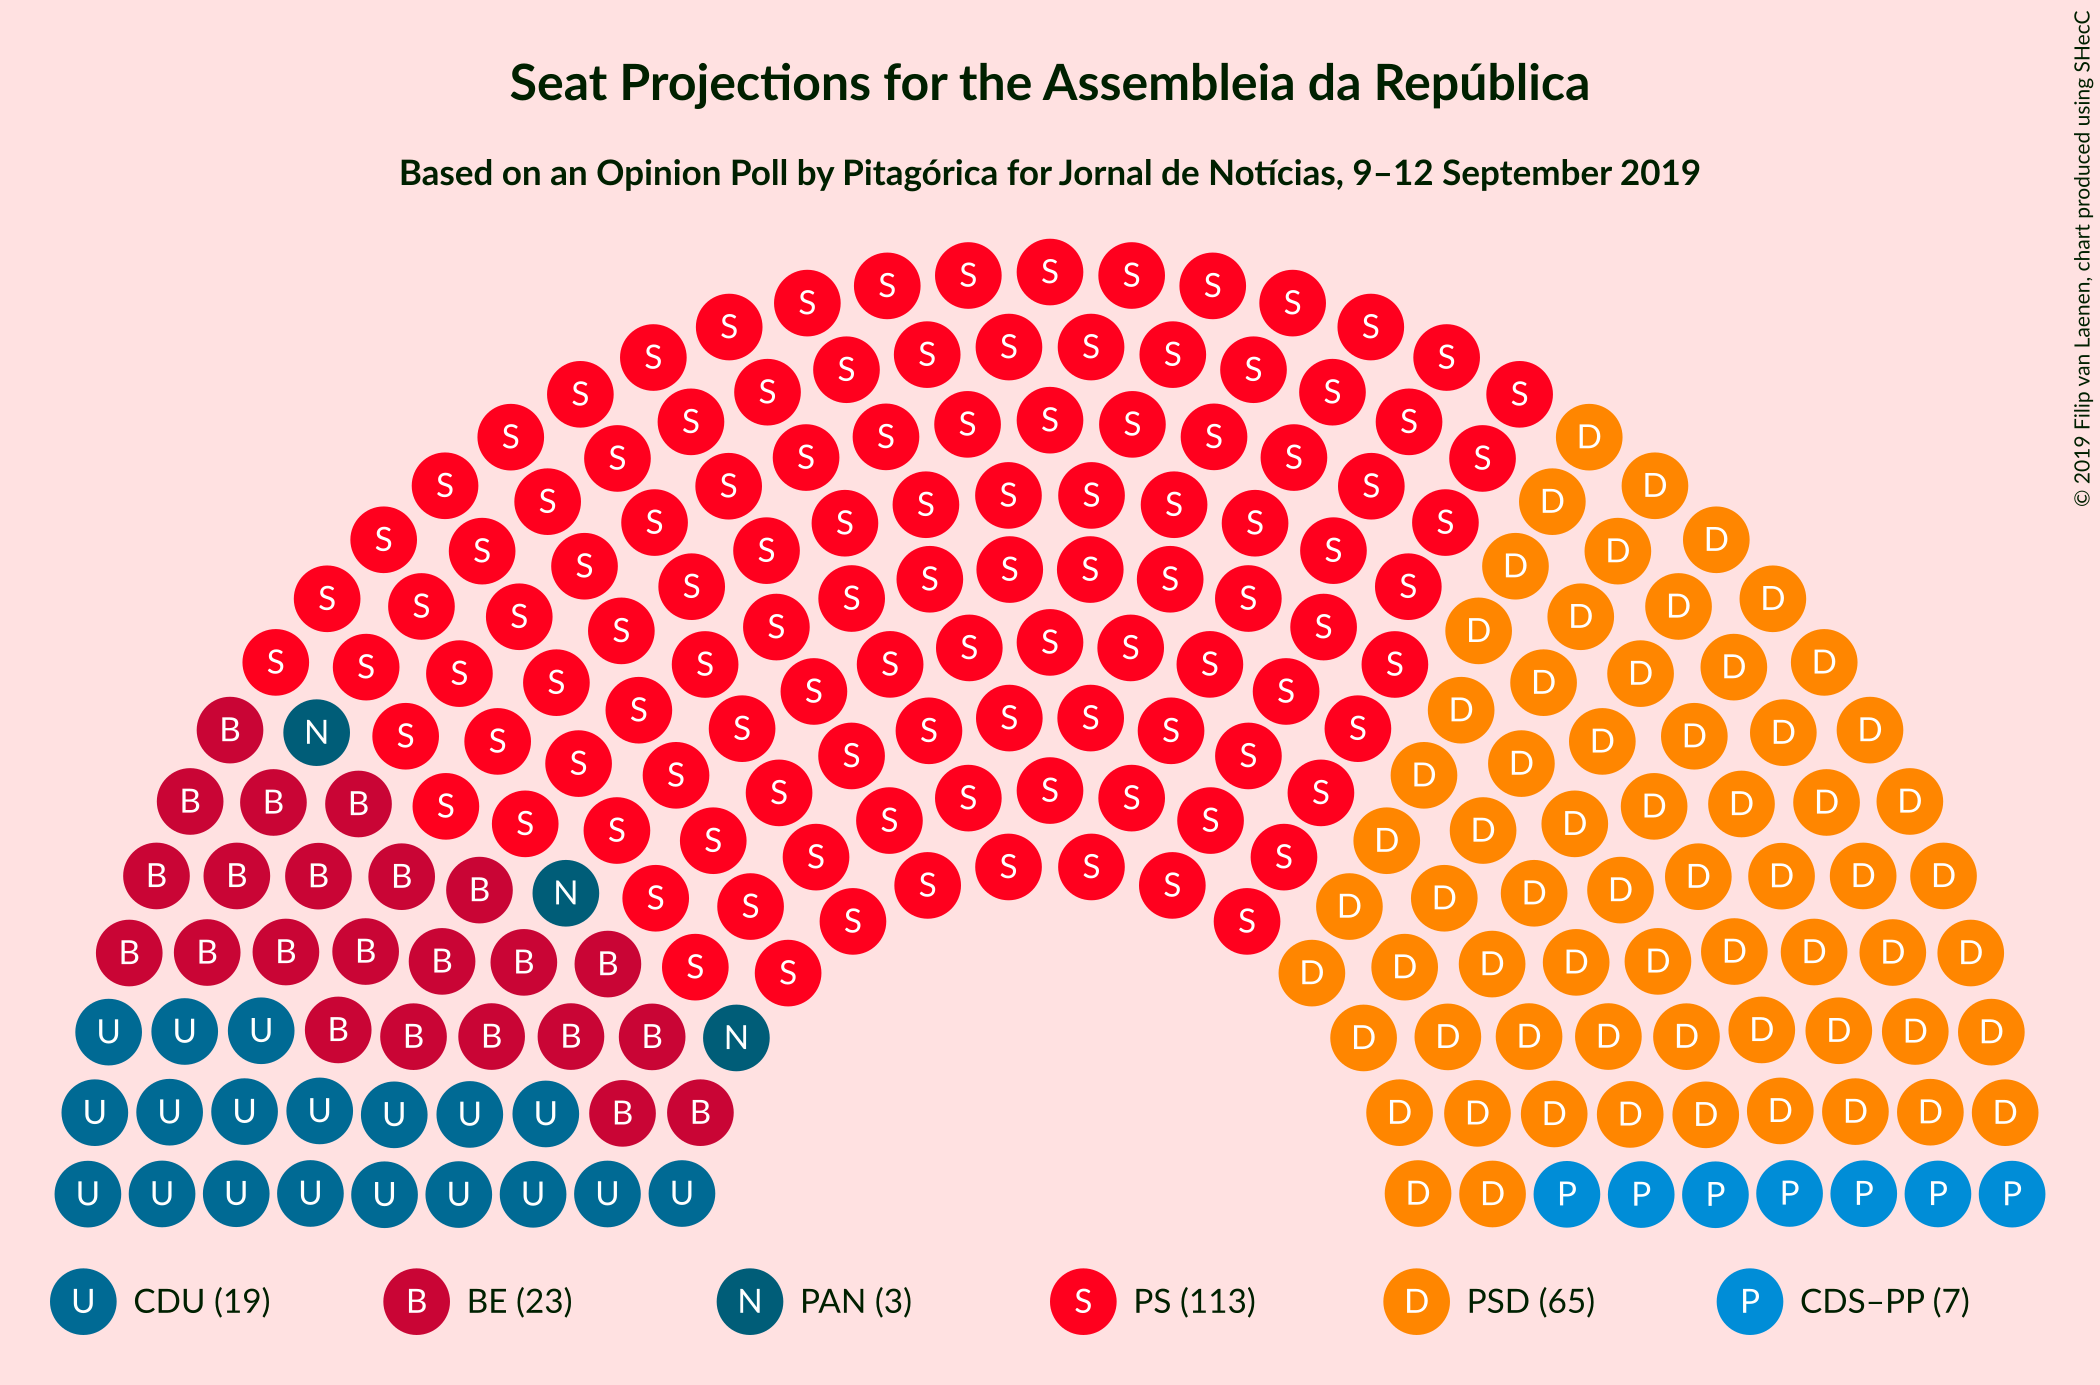 Seat Projections for the Assembleia da República
Based on an Opinion Poll by Pitagórica for Jornal de Notícias, 9–12 September 2019
© 2019 Filip van Laenen, chart produced using SHecC
S S S S S S S S S S S S S S S S S S S S S S S S S S S S S S S S S S S S S S S S S S S S S S S S S S S S S S S S S S S S S S S S S S S S S S S S S S S S S S S S S S S S S S S S S S S S S S S S S S S S S S S S S S S S S
B B B B B B B B B B B B B B B B B B B B B B B
N N N
U U U U U U U U U U U U U U U U U U U
D D D D D D D D D D D D D D D D D D D D D D D D D D D D D D D D D D D D D D D D D D D D D D D D D D D D D D D D D D D D D D D D D
P P P P P P P
U CDU (19) B BE (23) N PAN (3) S PS (113) D PSD (65) P CDS–PP (7)